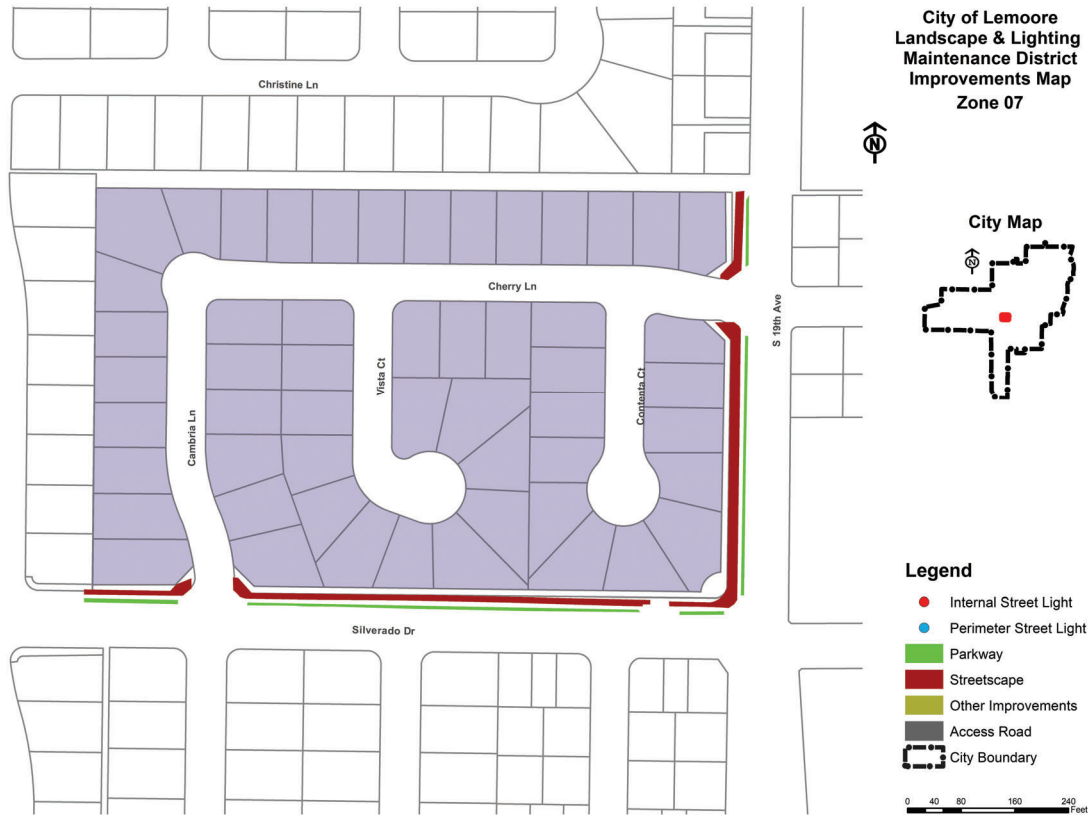 City of Lemoore
Landscape & Lighting
Maintenance District
Improvements Map
Zone 07
N
City Map
N
Christine Ln
Cherry Ln
S 19th Ave
Vista Ct
Contenta Ct
Cambria Ln
Silverado Dr
Legend
Internal Street Light
Perimeter Street Light
Parkway
Streetscape
Other Improvements
Access Road
City Boundary
0 40 80 160 240
Feet